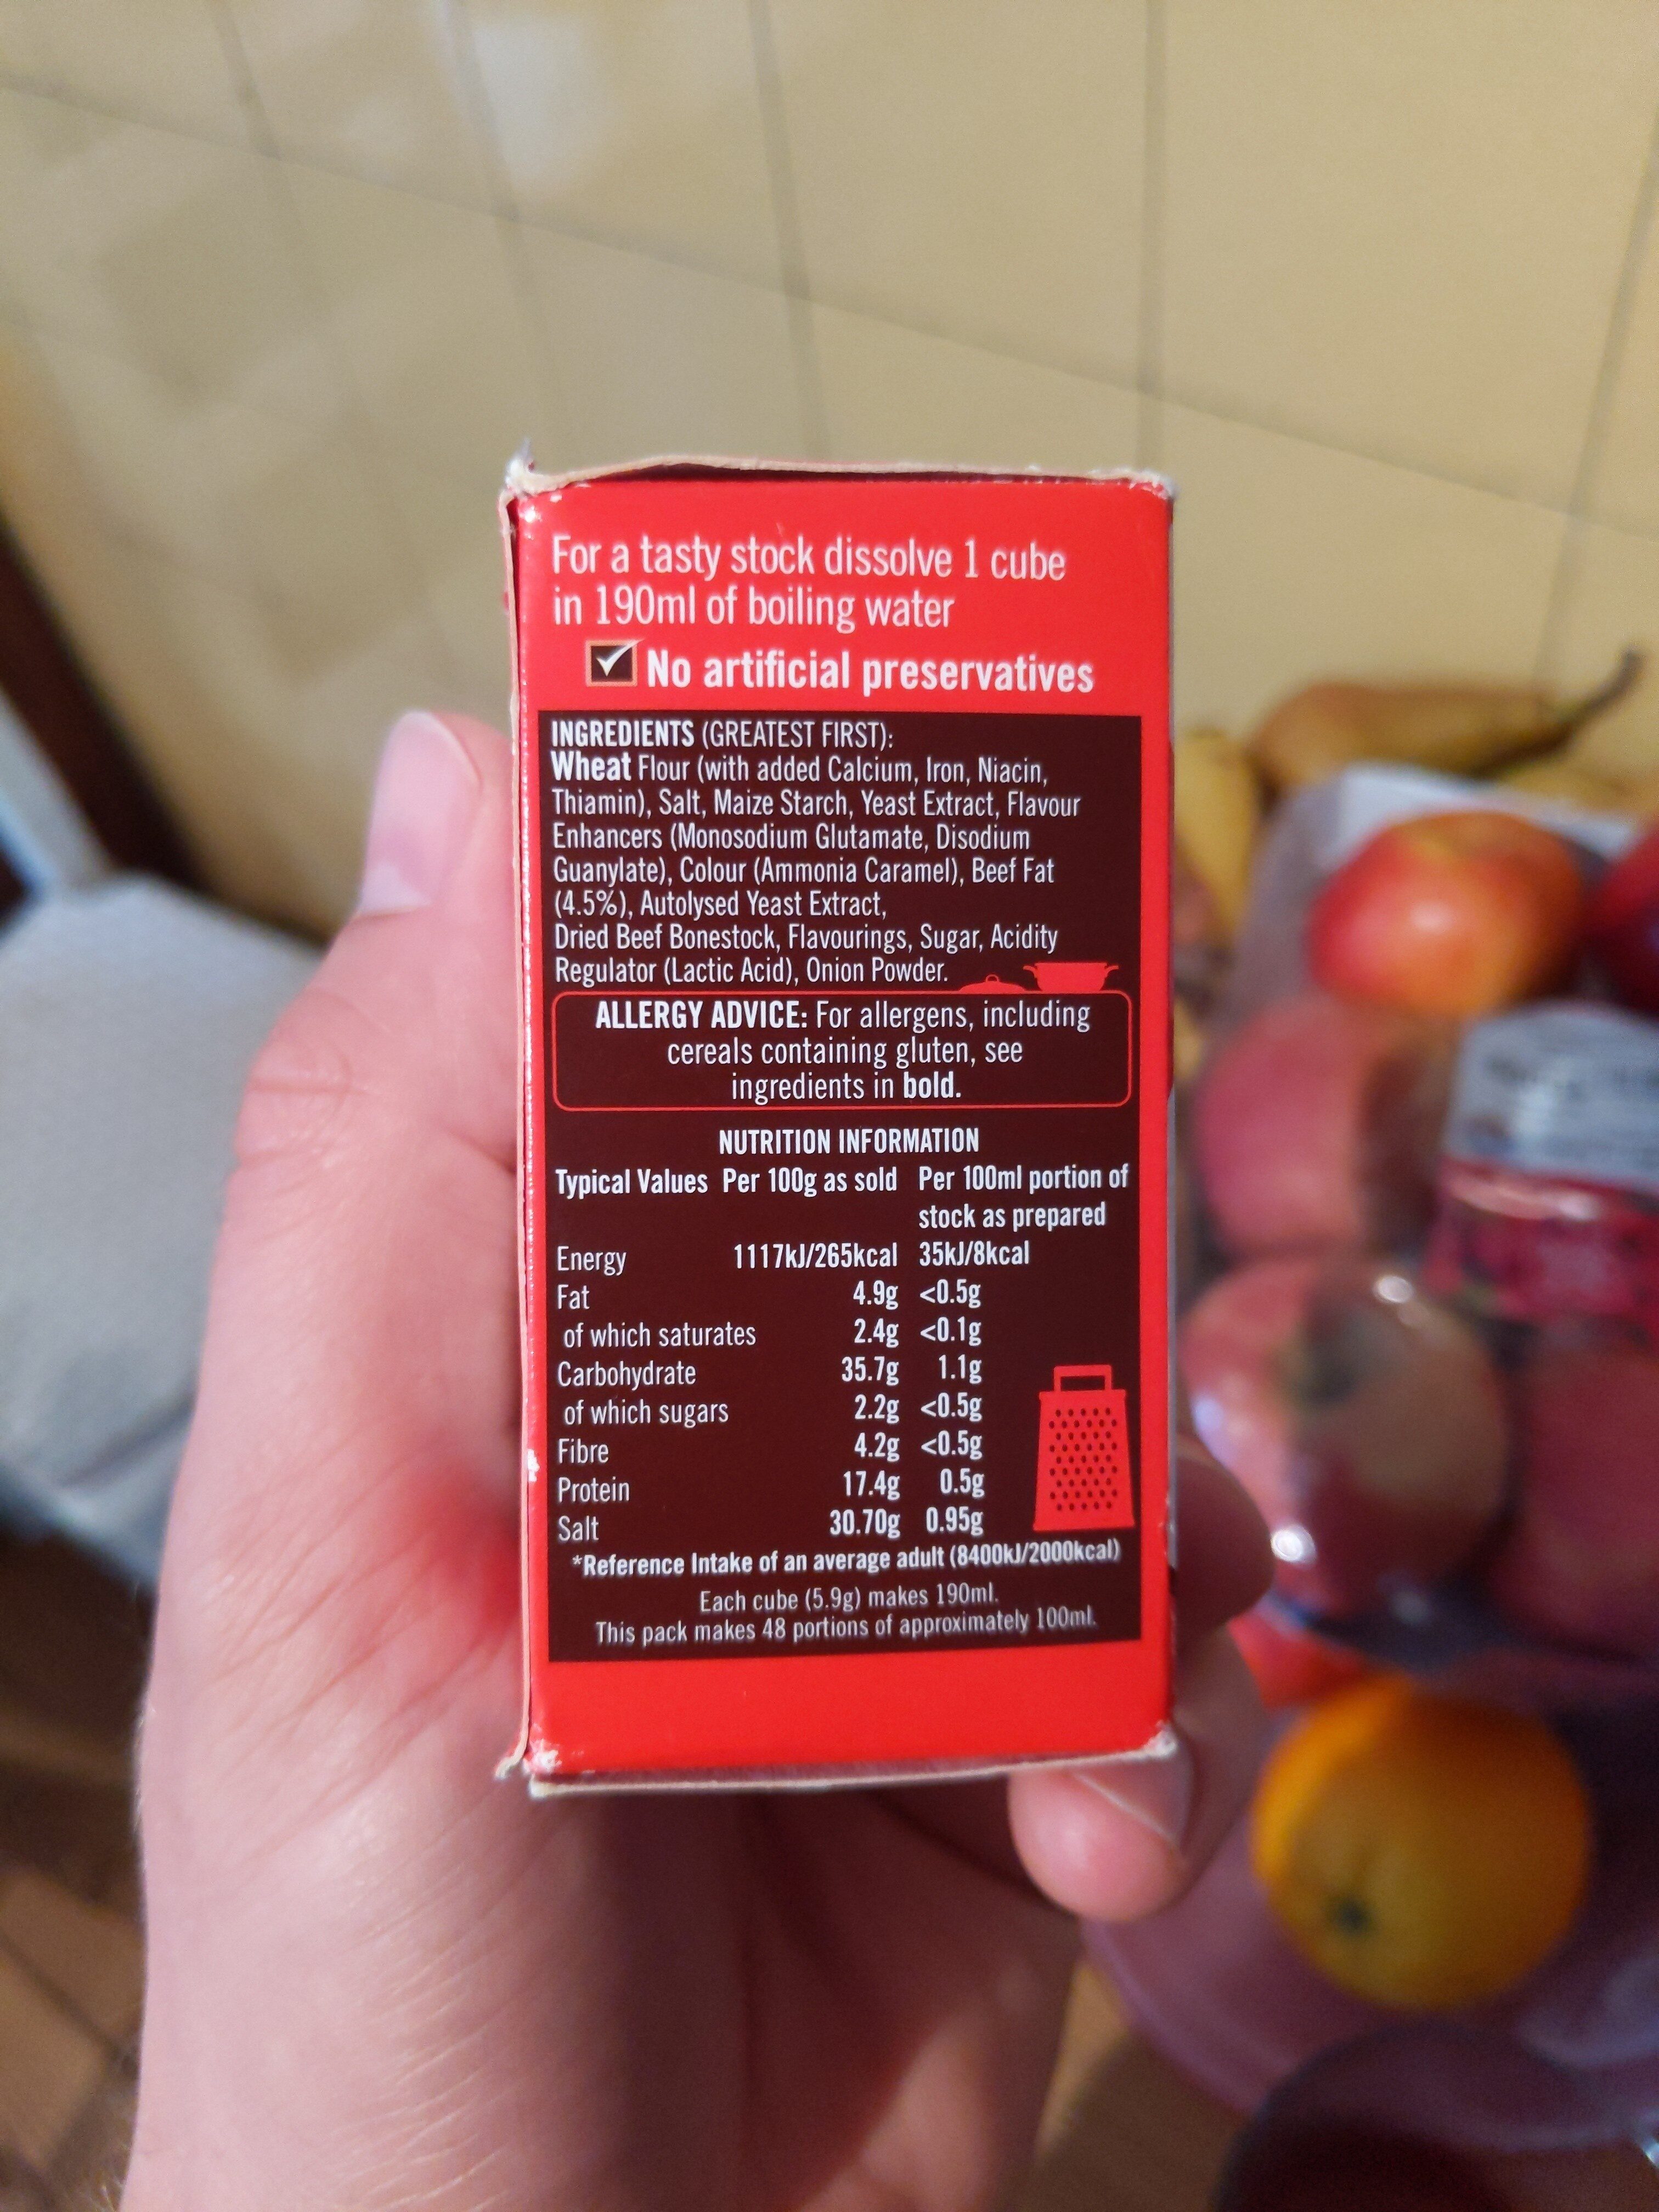 For a tasty stock dissolve 1 cube
in 190ml of boiling water
No artificial preservatives
INGREDIENTS (GREATEST FIRST):
Wheat Flour (with added Calcium, Iron, Niacin,
Thiamin), Salt, Maize Starch, Yeast Extract, Flavour
Enhancers (Monosodium Glutamate, Disodium
Guanylate), Colour (Ammonia Caramel), Beef Fat
(4.5%), Autolysed Yeast Extract,
Dried Beef Bonestock, Flavourings, Sugar, Acidity
Regulator (Lactic Acid), Onion Powder.
ALLERGY ADVICE: For allergens, including
cereals containing gluten, see
ingredients in bold.
NUTRITION INFORMATION
Typical Values Per 100g as sold Per 100ml portion of
stock as prepared
Energy 1117kJ/265kcal 35kJ/8kcal
Fat 4.9g <0.5g
of which saturates 2.4g <0.1g
Carbohydrate 35.7g 1.1g
of which sugars 2.2g <0.5g
Fibre 4.2g <0.5g
Protein 17.4g 0.5g
Salt 30.70g 0.95g
*Reference Intake of an average adult (8400kJ/2000kcal)
Each cube (5.9g) makes 190ml.
This pack makes 48 portions of approximately 100ml.